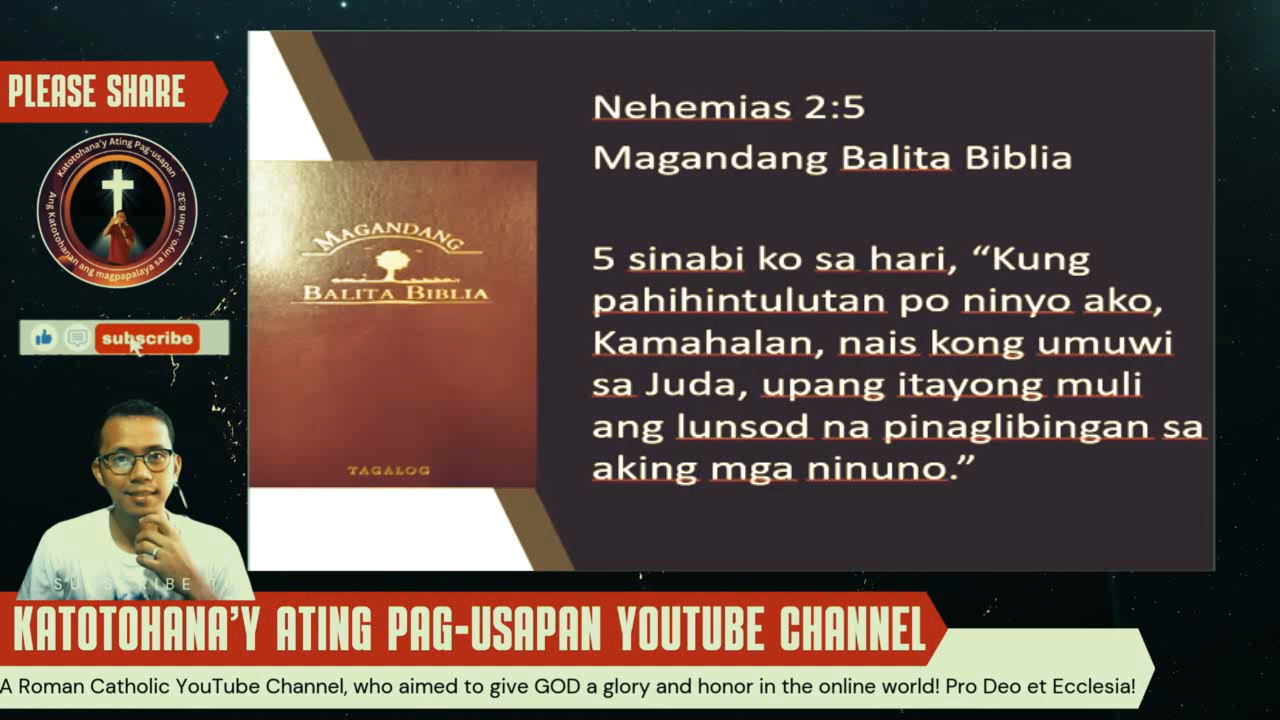 PLEASE SHARE
Katotohana'y Ating Pag-usapan
Ang Katotohanan ang magpapalaya sa inyo. Juan 8:32
subscribe
SUBSCRIBE
MAGANDANG
BALITA BIBLIA
TAGALOG
Nehemias 2:5
Magandang Balita Biblia
5 sinabi ko sa hari, “Kung
pahihintulutan po ninyo ako,
Kamahalan, nais kong umuwi
sa Juda, upang itayong muli
ang lunsod na pinaglibingan sa
aking mga ninuno.”
KATOTOHANA'Y ATING PAG-USAPAN YOUTUBE CHANNEL
A Roman Catholic YouTube Channel, who aimed to give GOD a glory and honor in the online world! Pro Deo et Ecclesia!